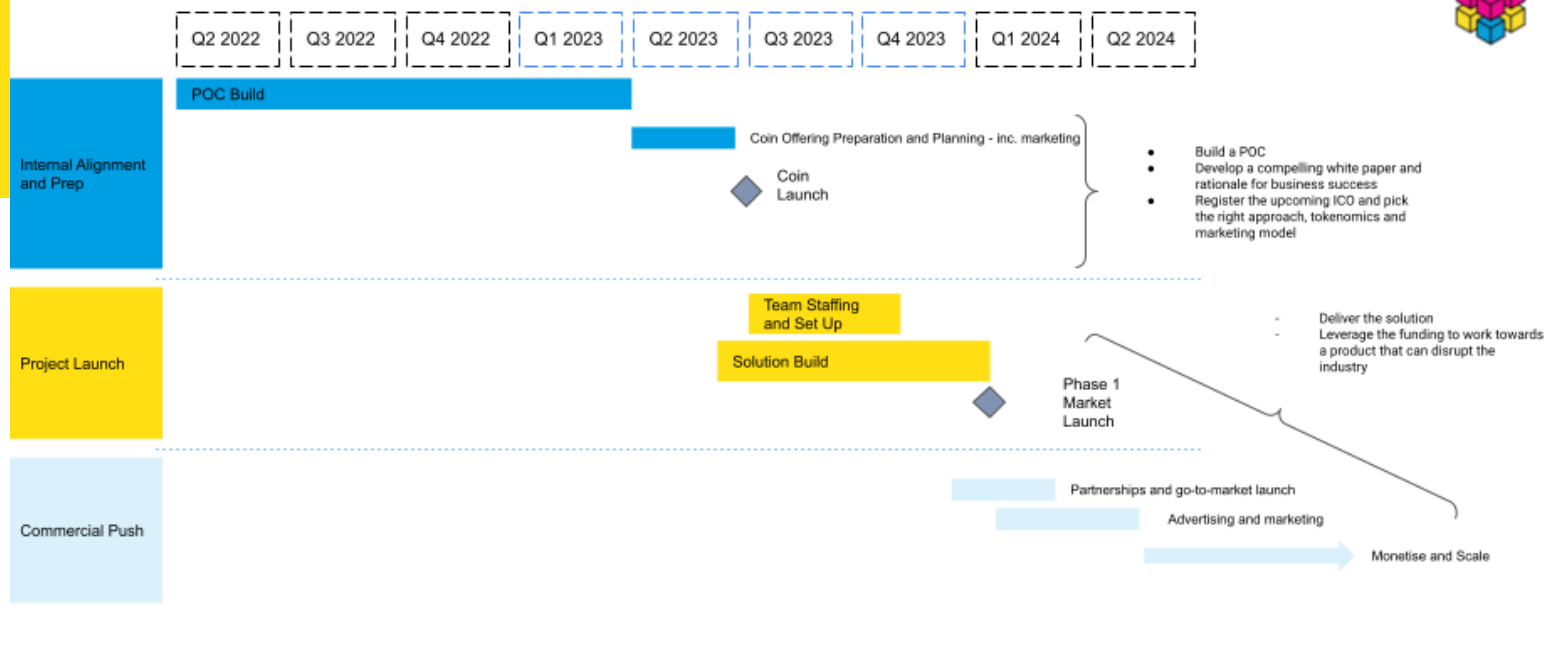 Q2 2022
Q3 2022
Q4 2022
Q1 2023
Q2 2023
Q3 2023
Q4 2023
Q1 2024
Q2 2024
Internal Alignment
and Prep
POC Build
Coin Offering Preparation and Planning - inc. marketing
Coin
Launch
● Build a POC
● Develop a compelling white paper and
rationale for business success
● Register the upcoming ICO and pick
the right approach, tokenomics and
marketing model
Project Launch
Team Staffing
and Set Up
Solution Build
Phase 1
Market
Launch
- Deliver the solution
- Leverage the funding to work towards
a product that can disrupt the
industry
Commercial Push
Partnerships and go-to-market launch
Advertising and marketing
Monetise and Scale